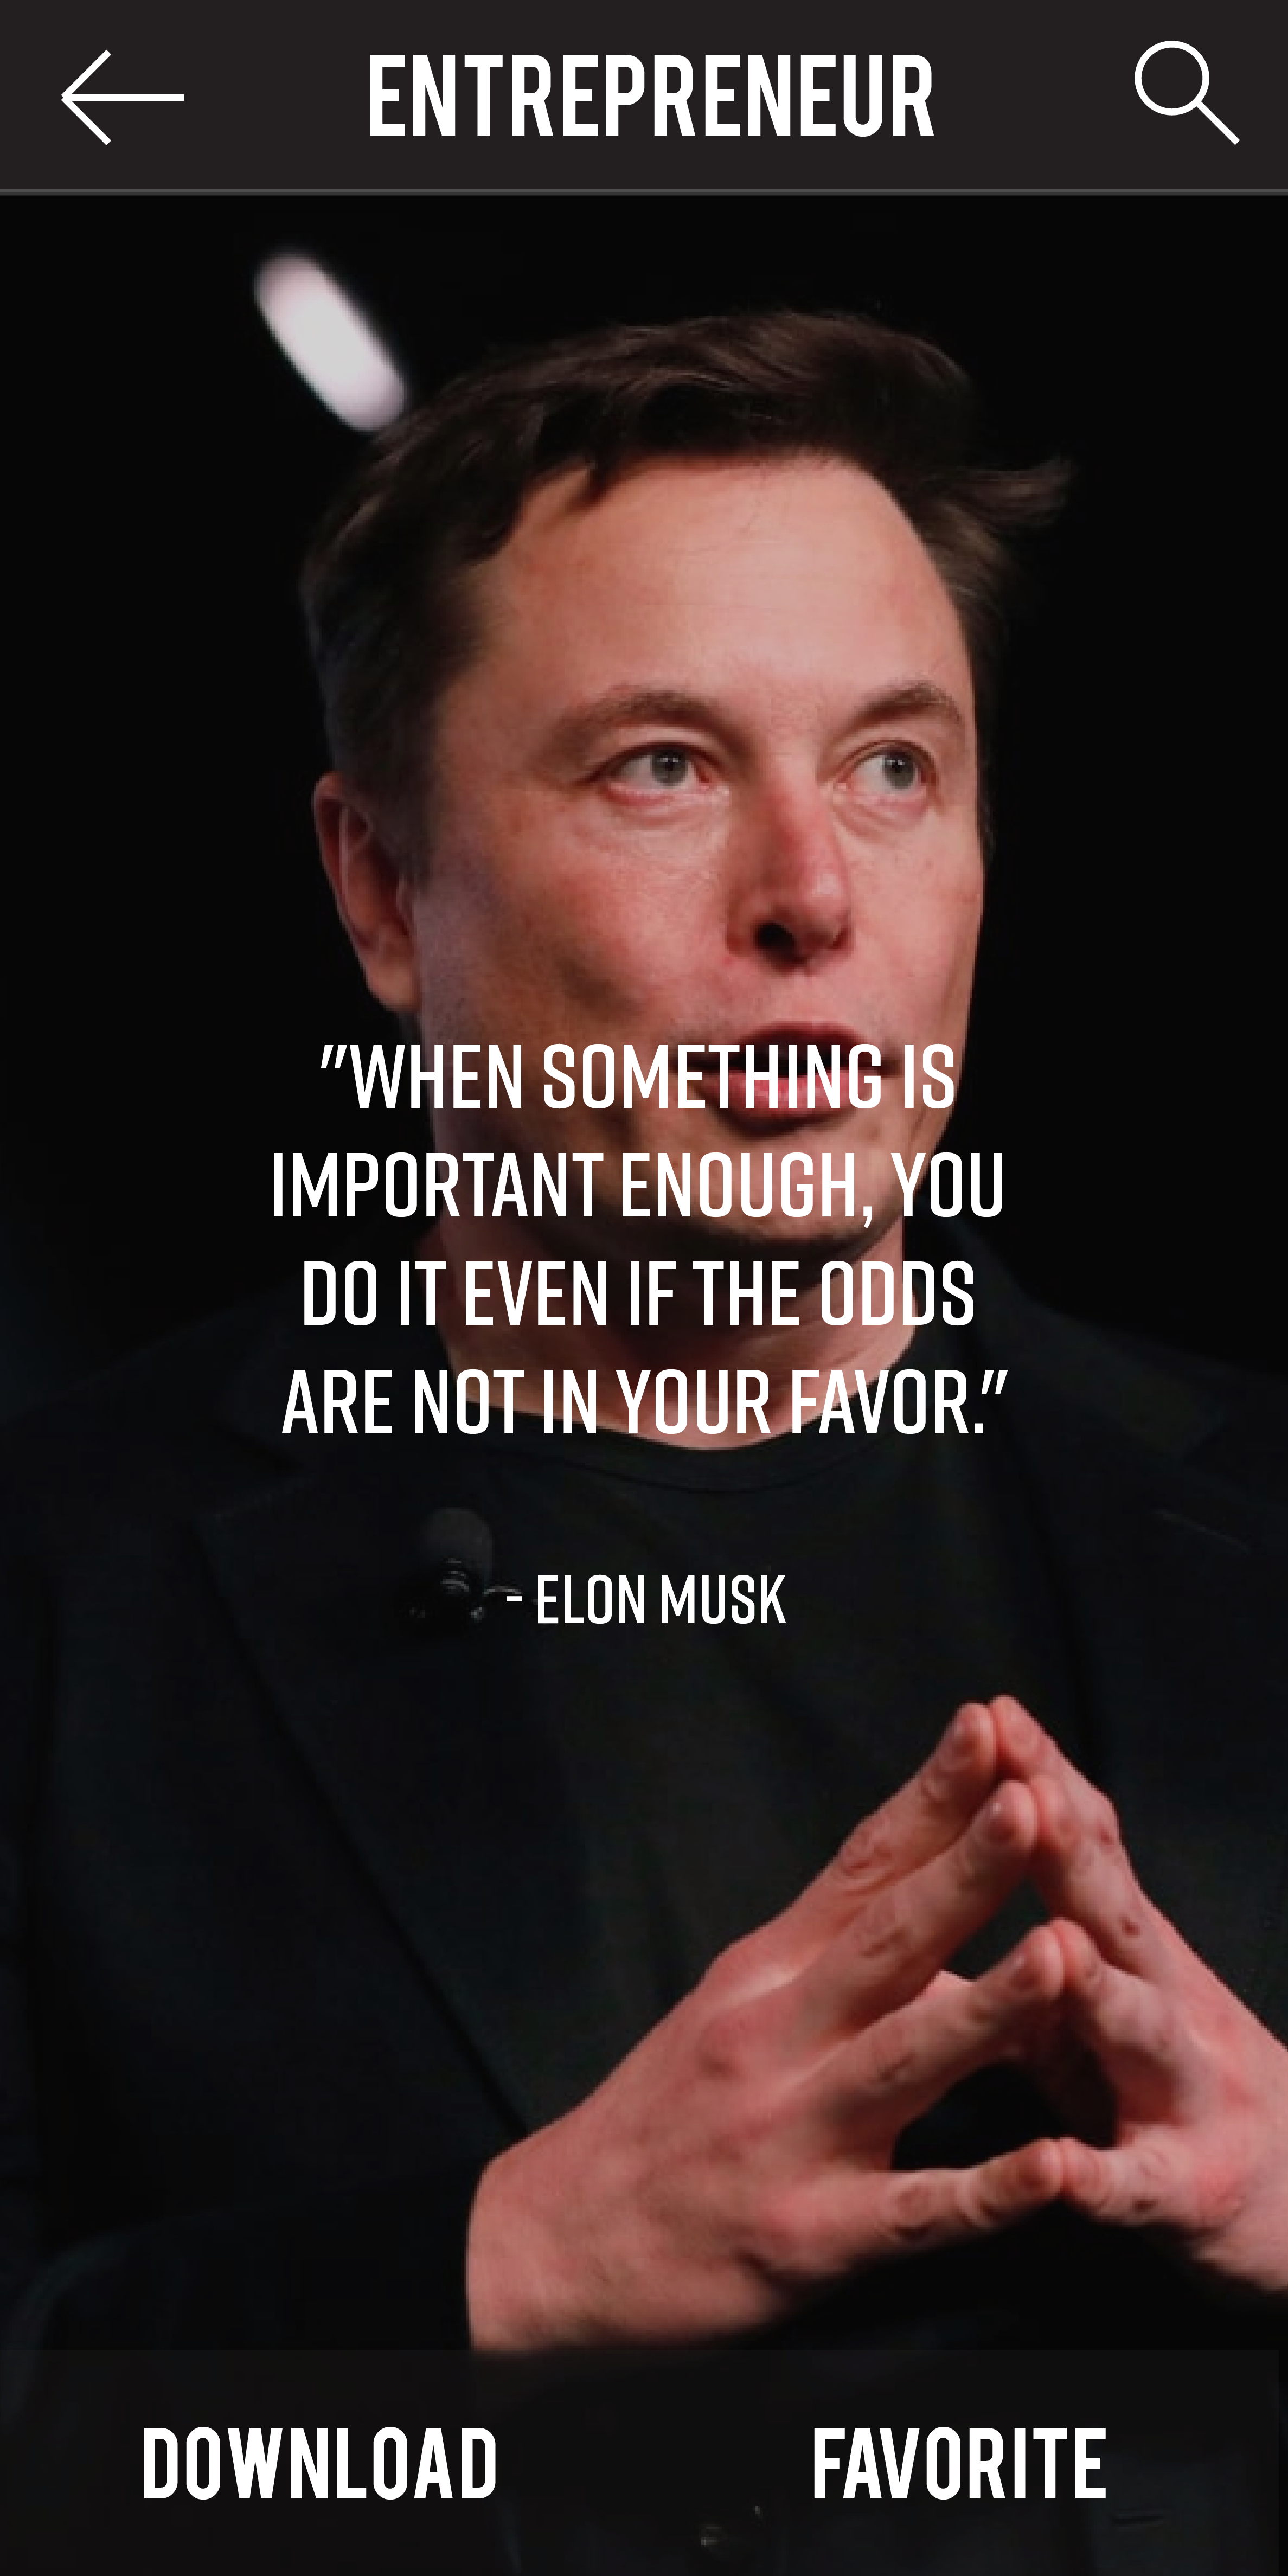 ENTREPRENEUR
"WHEN SOMETHING IS
IMPORTANT ENOUGH, YOU
DO IT EVEN IF THE ODDS
ARE NOT IN YOUR FAVOR."
- ELON MUSK
DOWNLOAD FAVORITE